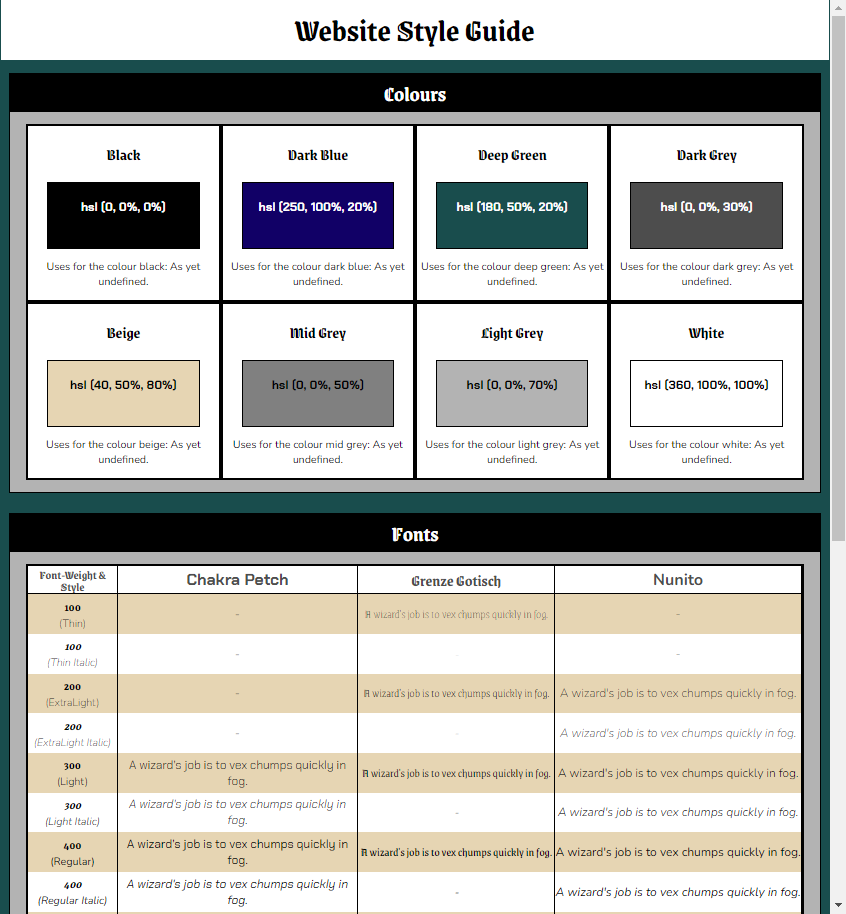 Website Style Guide
Colours
Black
Dark Blue
Deep Green
Dark Grey
hsl (0, 0%, 0%)
hsl (250, 100%, 20%)
hsl (180, 50%, 20%)
hsl (0, 0%, 30%)
Uses for the colour black: As yet
undefined.
Uses for the colour dark blue: As yet
undefined.
Uses for the colour deep green: As yet
undefined.
Uses for the colour dark grey: As yet
undefined.
Beige
Mid Grey
Light Grey
White
hsl (40, 50%, 80%)
hsl (0, 0%, 50%)
hsl (0, 0%, 70%)
hsl (360, 100%, 100%)
Uses for the colour beige: As yet
undefined.
Uses for the colour mid grey: As yet
undefined.
Uses for the colour light grey: As yet
undefined.
Uses for the colour white: As yet
undefined.
Fonts
Font-Weight &
Style
Chakra Petch
Grenze Gotisch
Nunito
100
(Thin)
-
A wizard's job is to vex chumps quickly in fog.
-
100
(Thin Italic)
-
-
-
200
(ExtraLight)
-
A wizard's job is to vex chumps quickly in fog.
A wizard's job is to vex chumps quickly in fog.
200
(ExtraLight Italic)
-
-
A wizard's job is to vex chumps quickly in fog.
300
(Light)
A wizard's job is to vex chumps quickly in
fog.
A wizard's job is to vex chumps quickly in fog.
A wizard's job is to vex chumps quickly in fog.
300
(Light Italic)
A wizard's job is to vex chumps quickly in
fog.
-
A wizard's job is to vex chumps quickly in fog.
400
(Regular)
A wizard's job is to vex chumps quickly in
fog.
A wizard's job is to vex chumps quickly in fog.
A wizard's job is to vex chumps quickly in fog.
400
(Regular Italic)
A wizard's job is to vex chumps quickly in
fog.
-
A wizard's job is to vex chumps quickly in fog.